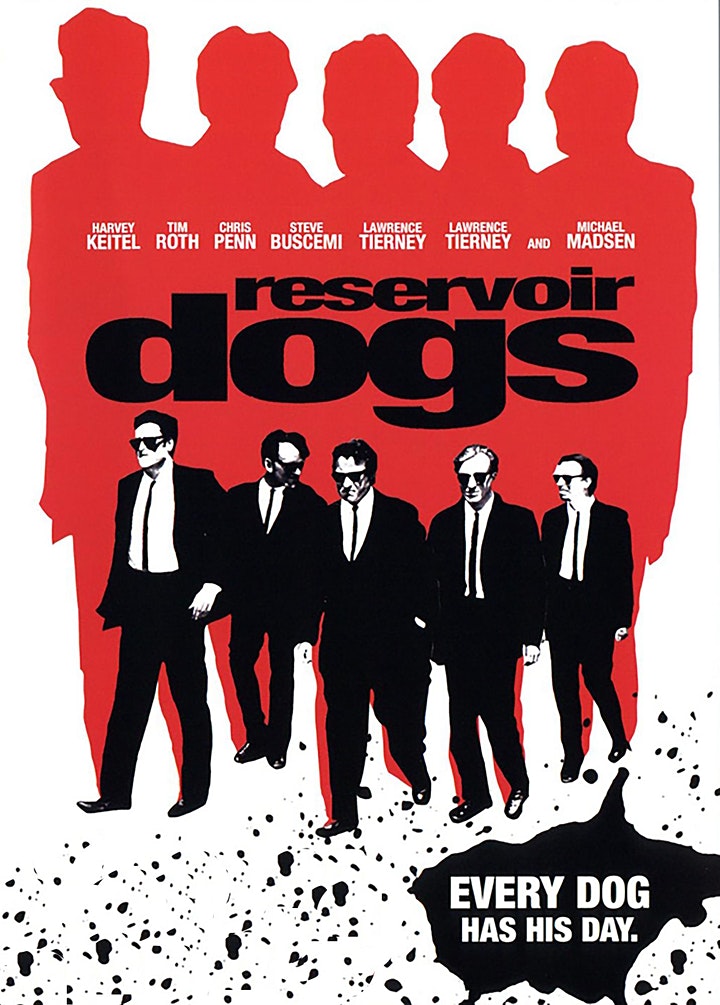 HARVEY TIM CHRIS STEVE LAWRENCE LAWRENCE MICHAEL
KEITEL ROTH PENN BUSCEMI TIERNEY TIERNEY AND MADSEN
reservoir
dogs
EVERY DOG
HAS HIS DAY.